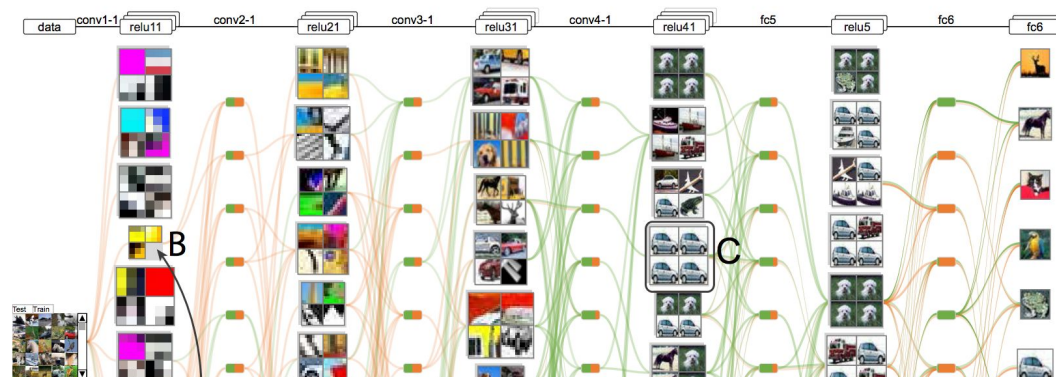 data conv1-1 relu11 conv2-1 relu21 conv3-1 relu31 conv4-1 relu41 fc5 relu5 fc6 fc6
B
C
Test Train